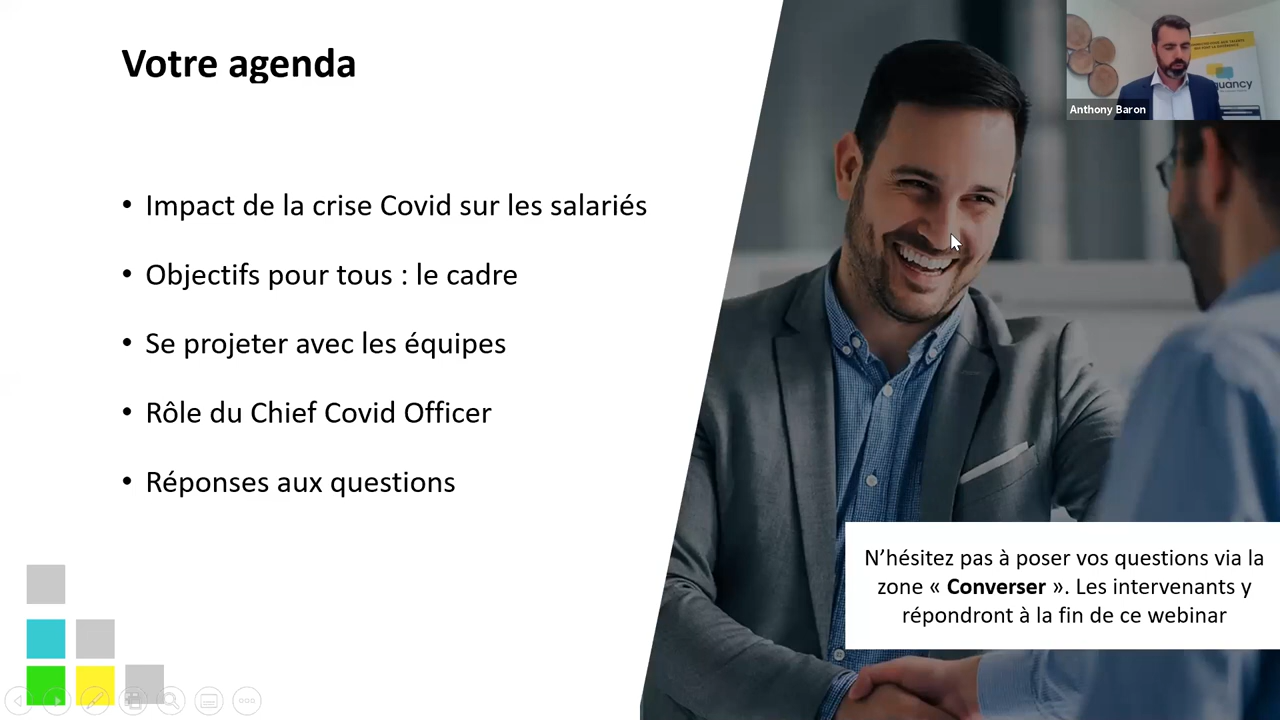 Votre agenda
• Impact de la crise Covid sur les salariés
• Objectifs pour tous : le cadre
• Se projeter avec les équipes
• Rôle du Chief Covid Officer
• Réponses aux questions
Anthony Baron
N’hésitez pas à poser vos questions via la
zone « Converser ». Les intervenants y
répondront à la fin de ce webinar